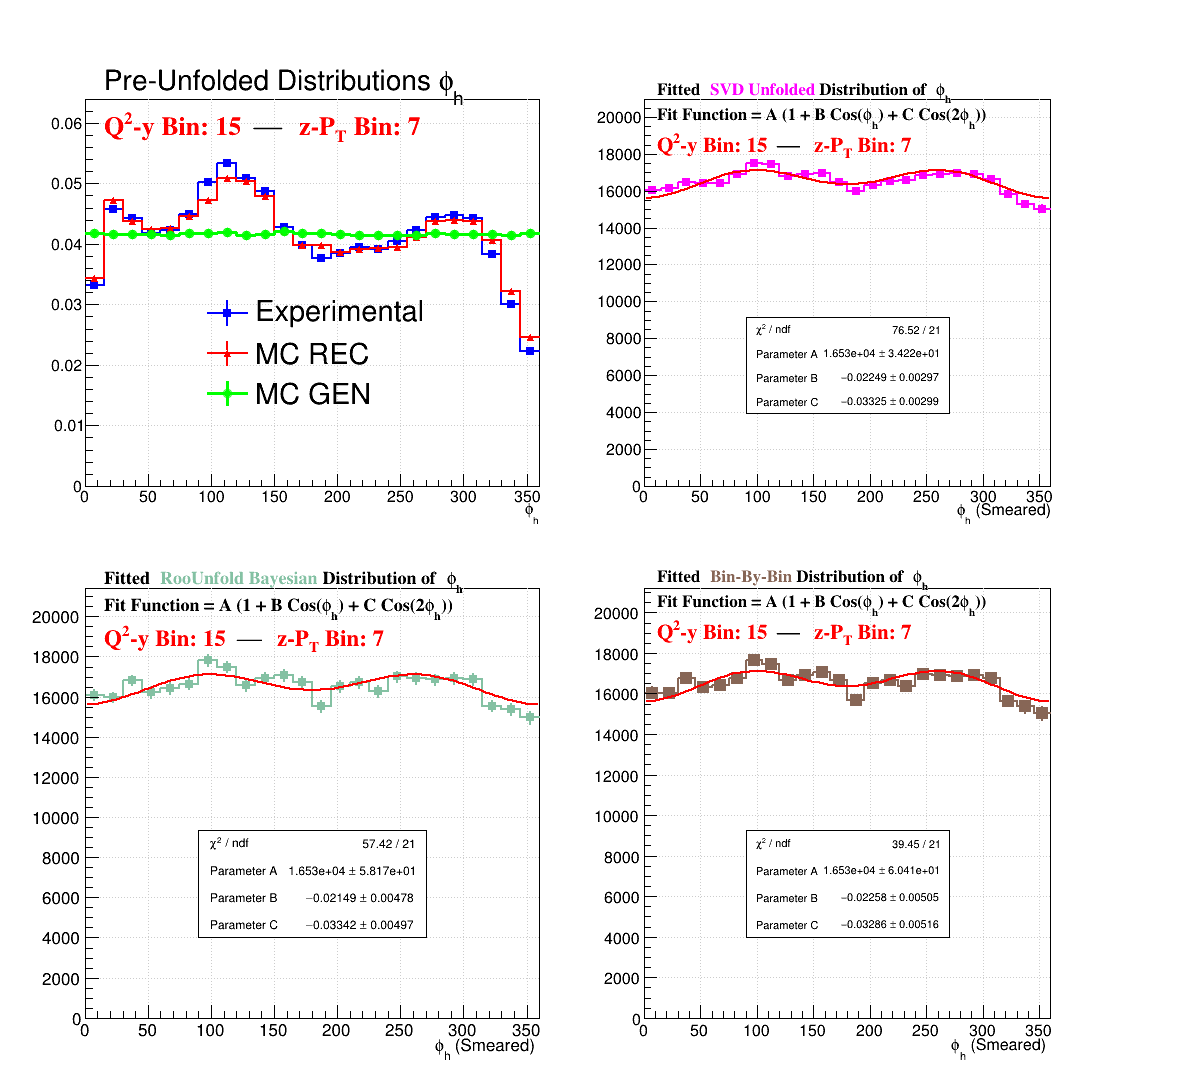 Pre-Unfolded Distributions ϕh
Q²-y Bin: 15 — z-PT Bin: 7
0.06
0.05
0.04
0.03
0.02
0.01
0
Experimental
MC REC
MC GEN
0 50 100 150 200 250 300 350
ϕh
Fitted SVD Unfolded Distribution of ϕh
Fit Function = A (1 + B Cos(ϕh) + C Cos(2ϕh))
Q²-y Bin: 15 — z-PT Bin: 7
20000
18000
16000
14000
12000
10000
8000
6000
4000
2000
0
χ² / ndf 76.52 / 21
Parameter A 1.653e+04 ± 3.422e+01
Parameter B −0.02249 ± 0.00297
Parameter C −0.03325 ± 0.00299
0 50 100 150 200 250 300 350
ϕh (Smeared)
Fitted RooUnfold Bayesian Distribution of ϕh
Fit Function = A (1 + B Cos(ϕh) + C Cos(2ϕh))
Q²-y Bin: 15 — z-PT Bin: 7
20000
18000
16000
14000
12000
10000
8000
6000
4000
2000
0
χ² / ndf 57.42 / 21
Parameter A 1.653e+04 ± 5.817e+01
Parameter B −0.02149 ± 0.00478
Parameter C −0.03342 ± 0.00497
0 50 100 150 200 250 300 350
ϕh (Smeared)
Fitted Bin-By-Bin Distribution of ϕh
Fit Function = A (1 + B Cos(ϕh) + C Cos(2ϕh))
Q²-y Bin: 15 — z-PT Bin: 7
20000
18000
16000
14000
12000
10000
8000
6000
4000
2000
0
χ² / ndf 39.45 / 21
Parameter A 1.653e+04 ± 6.041e+01
Parameter B −0.02258 ± 0.00505
Parameter C −0.03286 ± 0.00516
0 50 100 150 200 250 300 350
ϕh (Smeared)